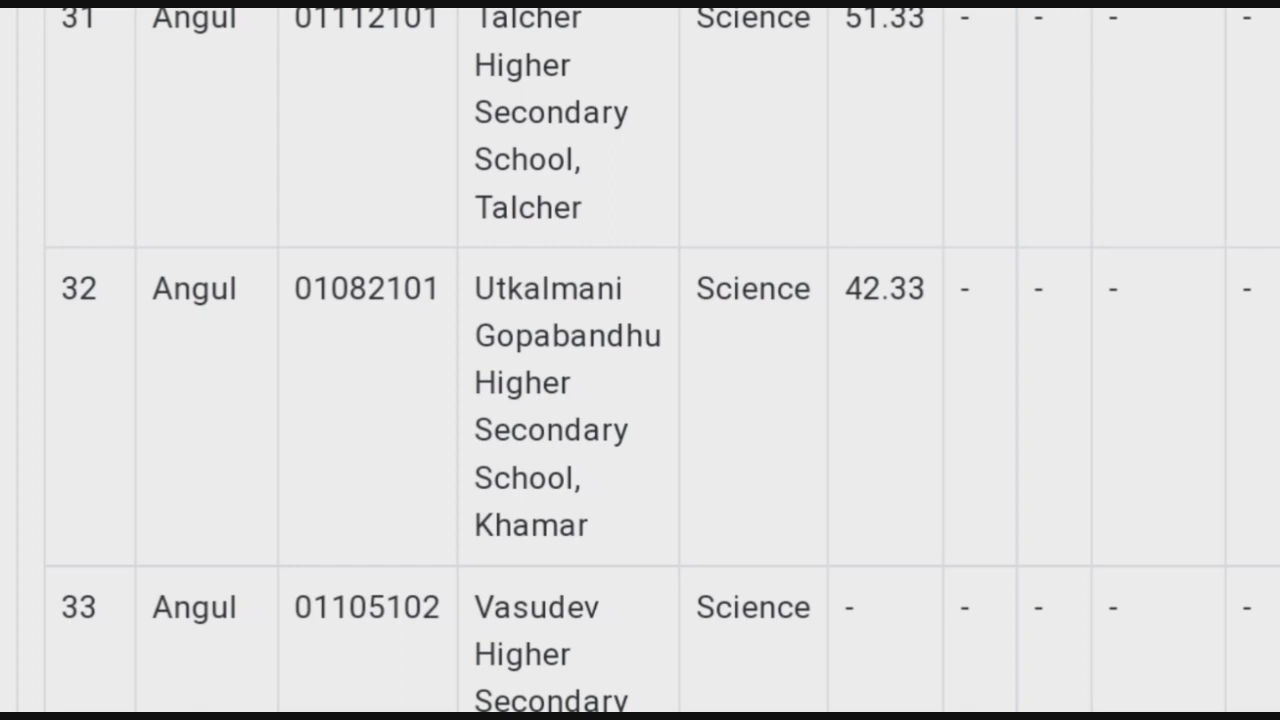 31 Angul 01112101 Talcher Science 51.33 - - - -
Higher
Secondary
School,
Talcher
32 Angul 01082101 Utkalmani Science 42.33 - - - -
Gopabandhu
Higher
Secondary
School,
Khamar
33 Angul 01105102 Vasudev Science - - - - -
Higher
Secondary